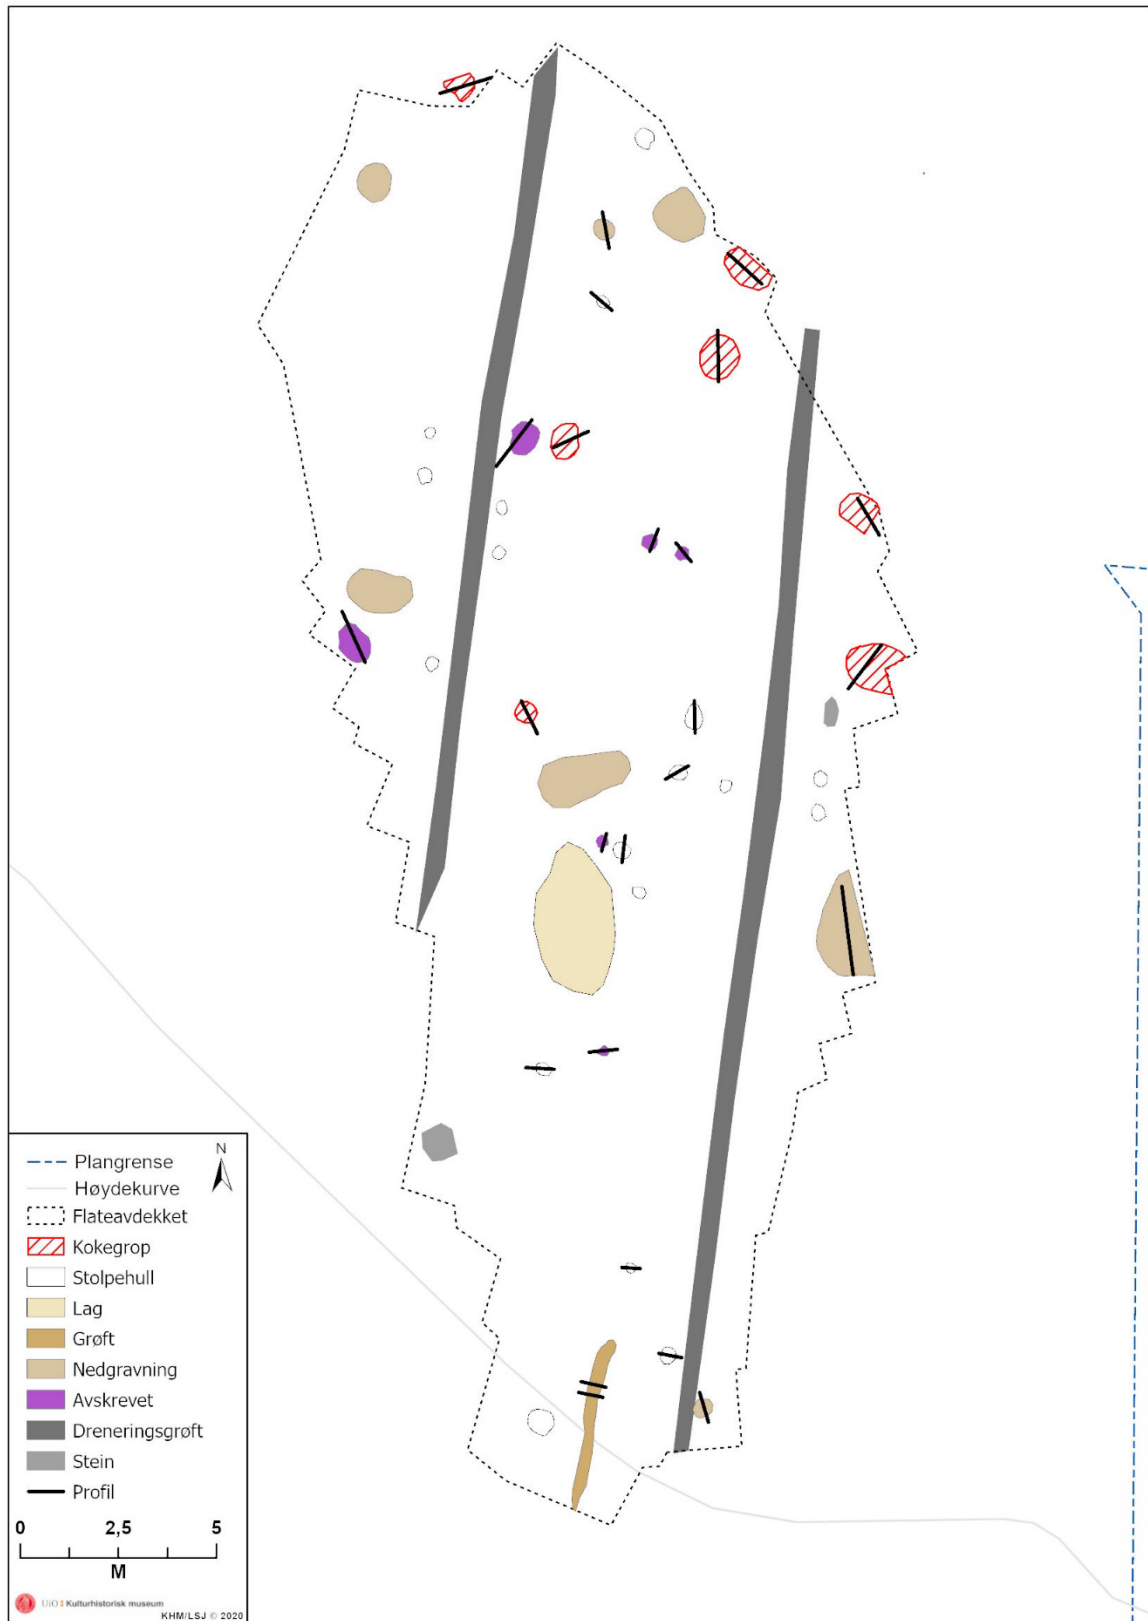 N
Plangrense
Høydekurve
Flateavdekket
Kokegrop
Stolpehull
Lag
Grøft
Nedgravning
Avskrevet
Dreneringsgrøft
Stein
Profil
0 2,5 5
M
UiO Kulturhistorisk museum
KHM/LSJ © 2020